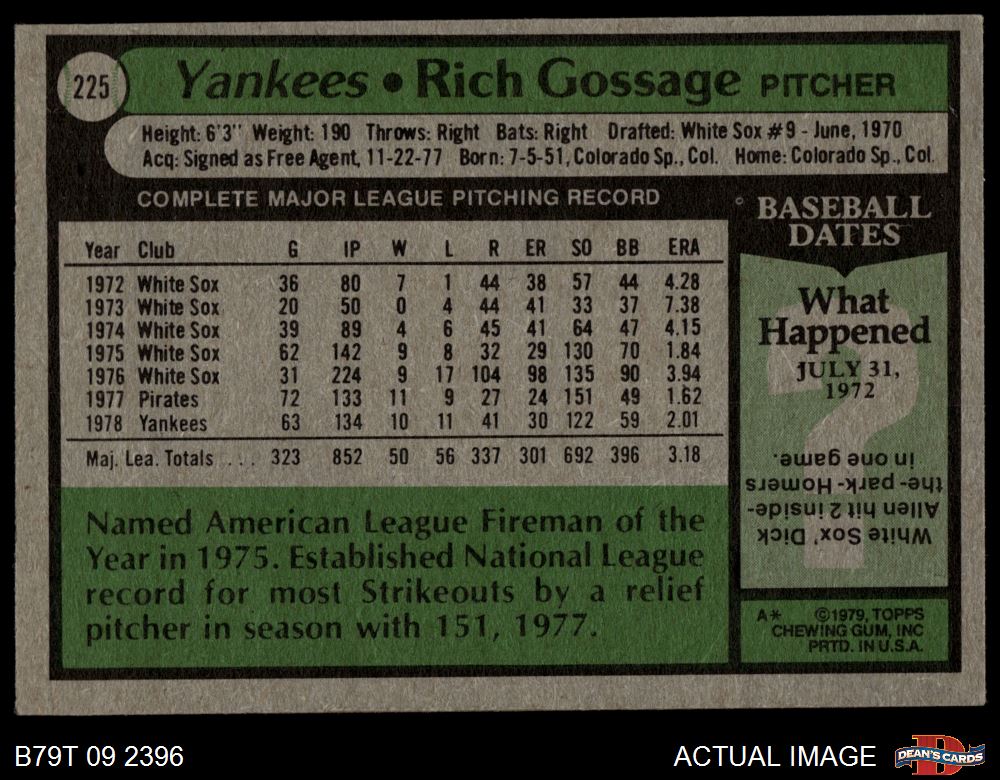 225
Yankees • Rich Gossage PITCHER
Height: 6'3" Weight: 190 Throws: Right Bats: Right Drafted: White Sox #9 - June, 1970
Acq: Signed as Free Agent, 11-22-77 Born: 7-5-51, Colorado Sp., Col. Home: Colorado Sp., Col.
COMPLETE MAJOR LEAGUE PITCHING RECORD
Year Club G IP W L R ER SO BB ERA
1972 White Sox 36 80 7 1 44 38 57 44 4.28
1973 White Sox 20 50 0 4 44 41 33 37 7.38
1974 White Sox 39 89 4 6 45 41 64 47 4.15
1975 White Sox 62 142 9 8 32 29 130 70 1.84
1976 White Sox 31 224 9 17 104 98 135 90 3.94
1977 Pirates 72 133 11 9 27 24 151 49 1.62
1978 Yankees 63 134 10 11 41 30 122 59 2.01
Maj. Lea. Totals ... 323 852 50 56 337 301 692 396 3.18
Named American League Fireman of the
Year in 1975. Established National League
record for most Strikeouts by a relief
pitcher in season with 151, 1977.
BASEBALL
DATES
What
Happened
JULY 31,
1972
?
White Sox' Dick
Allen hit 2 inside-
the-park-Homers
in one game.
A* ©1979, TOPPS
CHEWING GUM, INC
PRTD. IN U.S.A.
B79T 09 2396
ACTUAL IMAGE
D
DEAN'S CARDS